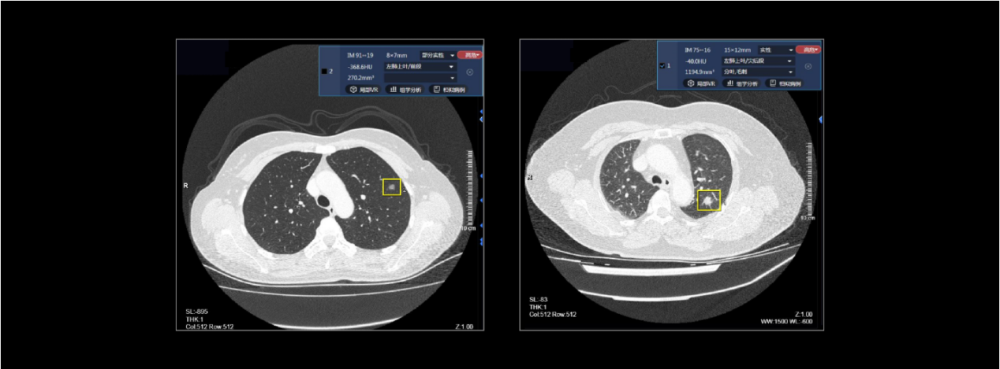 IM 91--19 8×7mm 部分实性 高危
2 -368.6HU 左肺上叶/前段
270.2mm³
局部VR 组学分析 相似病例
R
10 cm
SL:-895
THK:1
Col:512 Row:512
Z:1.00
IM 75--16 15×12mm 实性 高危
1 -40.0HU 左肺上叶/尖后段
1194.9mm³ 分叶,毛刺
局部VR 组学分析 相似病例
R
10 cm
SL:-83
THK:1
Col:512 Row:512
Z:1.00
WW:1500 WL:-600